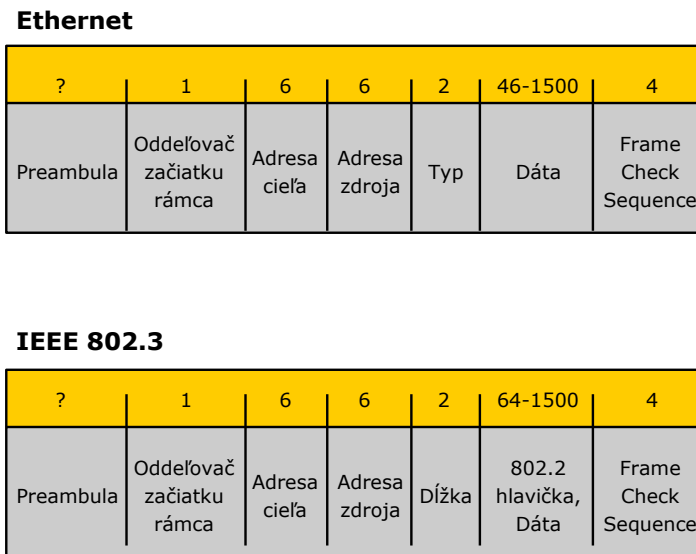 Ethernet
? 1 6 6 2 46-1500 4
Preambula Oddeľovač začiatku rámca Adresa cieľa Adresa zdroja Typ Dáta Frame Check Sequence
IEEE 802.3
? 1 6 6 2 64-1500 4
Preambula Oddeľovač začiatku rámca Adresa cieľa Adresa zdroja Dĺžka 802.2 hlavička, Dáta Frame Check Sequence